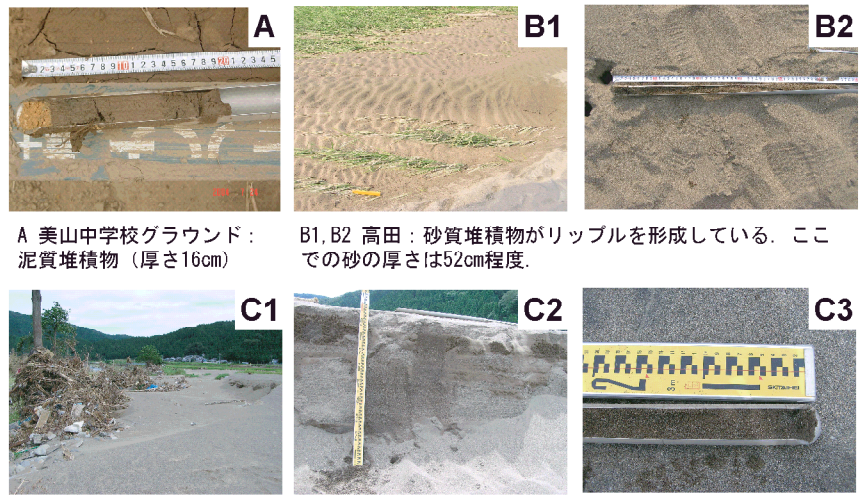 A
B1
B2
A 美山中学校グラウンド:
泥質堆積物（厚さ16cm）
B1,B2 高田：砂質堆積物がリップルを形成している．ここ
での砂の厚さは52cm程度．
C1
C2
C3